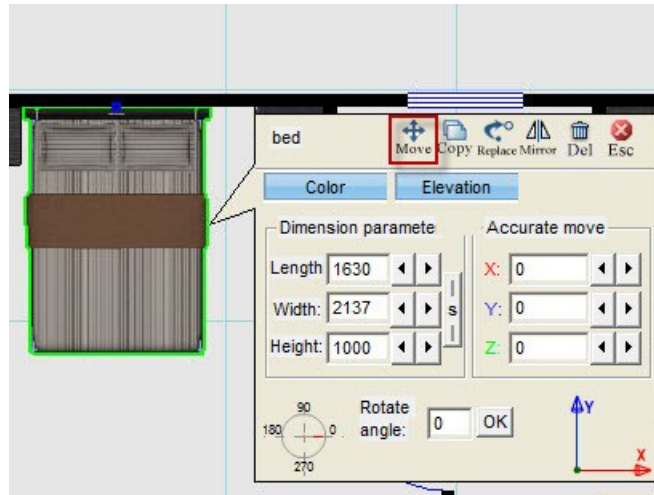 bed
Move Copy Replace Mirror Del Esc
Color Elevation
Dimension paramete Accurate move
Length 1630 X: 0
Width: 2137 s Y: 0
Height: 1000 Z: 0
90
180 0
270
Rotate
angle: 0 OK
Y
X